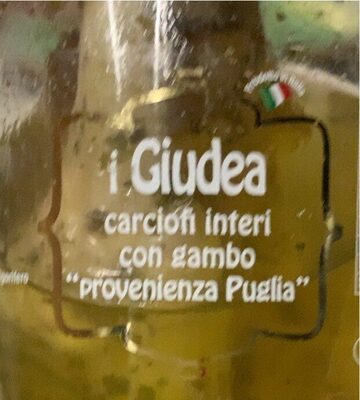 i Giudea
carciofi interi
con gambo
"provenienza Puglia"